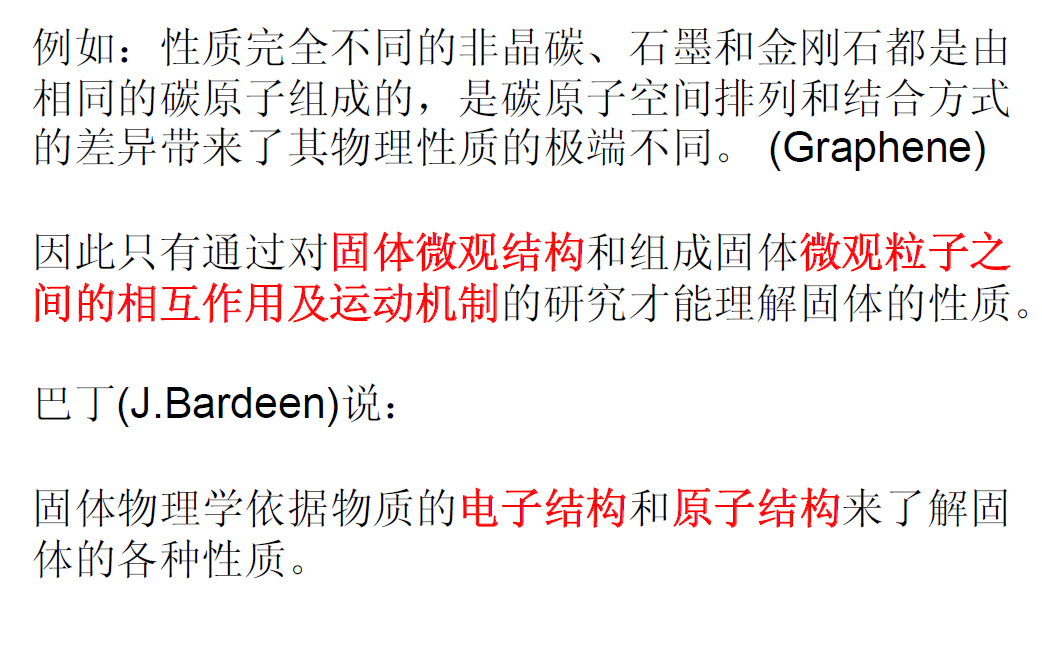 例如：性质完全不同的非晶碳、石墨和金刚石都是由
相同的碳原子组成的，是碳原子空间排列和结合方式
的差异带来了其物理性质的极端不同。 (Graphene)
因此只有通过对固体微观结构和组成固体微观粒子之
间的相互作用及运动机制的研究才能理解固体的性质。
巴丁(J.Bardeen)说：
固体物理学依据物质的电子结构和原子结构来了解固
体的各种性质。